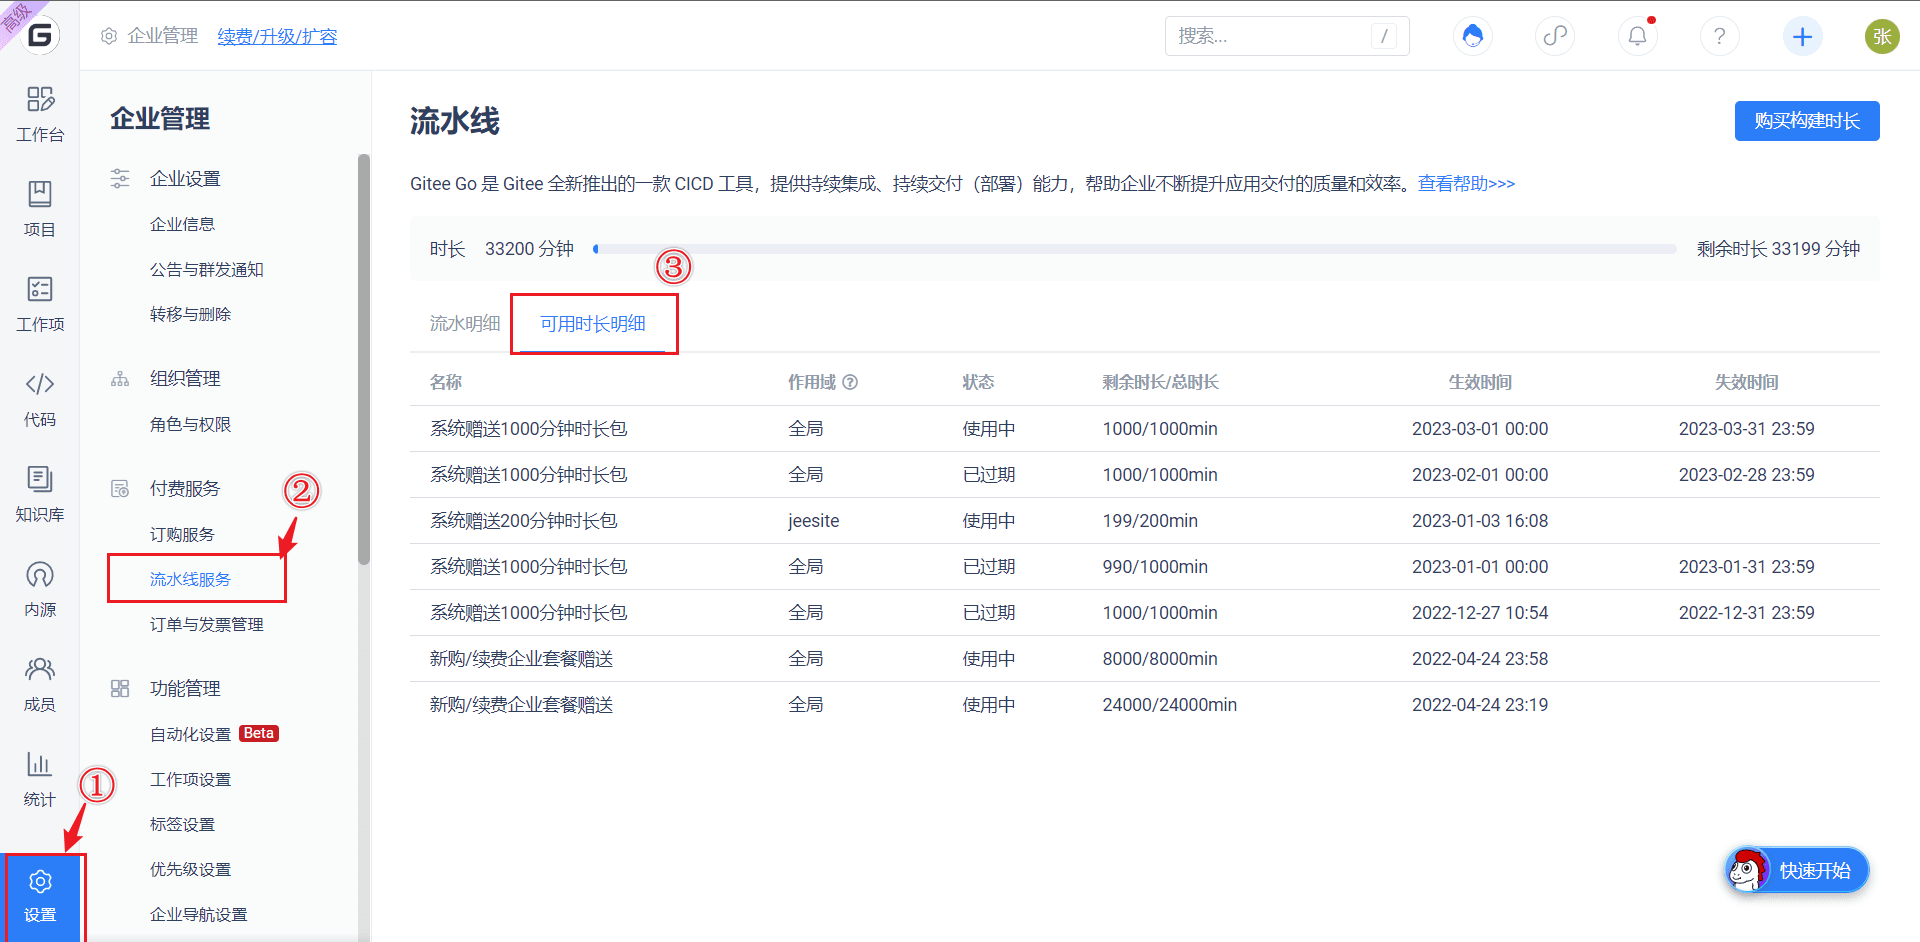 高级
G
企业管理 续费/升级/扩容
搜索... /
?
张
工作台
项目
工作项
代码
知识库
内源
成员
统计
①
设置
企业管理
企业设置
企业信息
公告与群发通知
转移与删除
组织管理
角色与权限
付费服务
②
订购服务
流水线服务
订单与发票管理
功能管理
自动化设置 Beta
工作项设置
标签设置
优先级设置
企业导航设置
流水线
购买构建时长
Gitee Go 是 Gitee 全新推出的一款 CICD 工具，提供持续集成、持续交付（部署）能力，帮助企业不断提升应用交付的质量和效率。查看帮助>>>
时长 33200 分钟 剩余时长 33199 分钟
③
流水明细 可用时长明细
名称 作用域 ? 状态 剩余时长/总时长 生效时间 失效时间
系统赠送1000分钟时长包 全局 使用中 1000/1000min 2023-03-01 00:00 2023-03-31 23:59
系统赠送1000分钟时长包 全局 已过期 1000/1000min 2023-02-01 00:00 2023-02-28 23:59
系统赠送200分钟时长包 jeesite 使用中 199/200min 2023-01-03 16:08
系统赠送1000分钟时长包 全局 已过期 990/1000min 2023-01-01 00:00 2023-01-31 23:59
系统赠送1000分钟时长包 全局 已过期 1000/1000min 2022-12-27 10:54 2022-12-31 23:59
新购/续费企业套餐赠送 全局 使用中 8000/8000min 2022-04-24 23:58
新购/续费企业套餐赠送 全局 使用中 24000/24000min 2022-04-24 23:19
快速开始